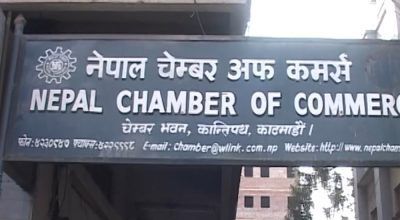 नेपाल चेम्बर अफ कमर्स
NEPAL CHAMBER OF COMMERC
चेम्बर भवन, कान्तिपथ, काठमाडौं ।
फोन: E-mail: chamber@wlink.com.np Website: http://www.nepalcham